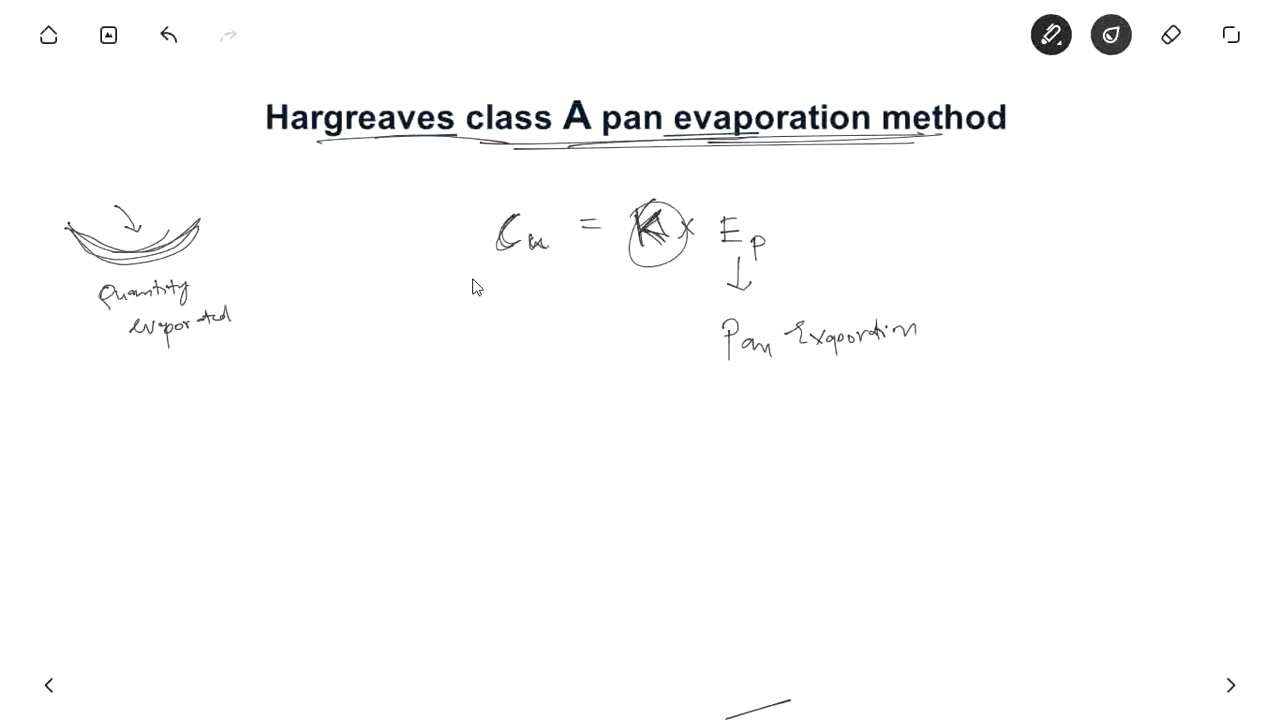 Hargreaves class A pan evaporation method
Cu = K x Ep
Quantity
evaporated
Pan Evaporation